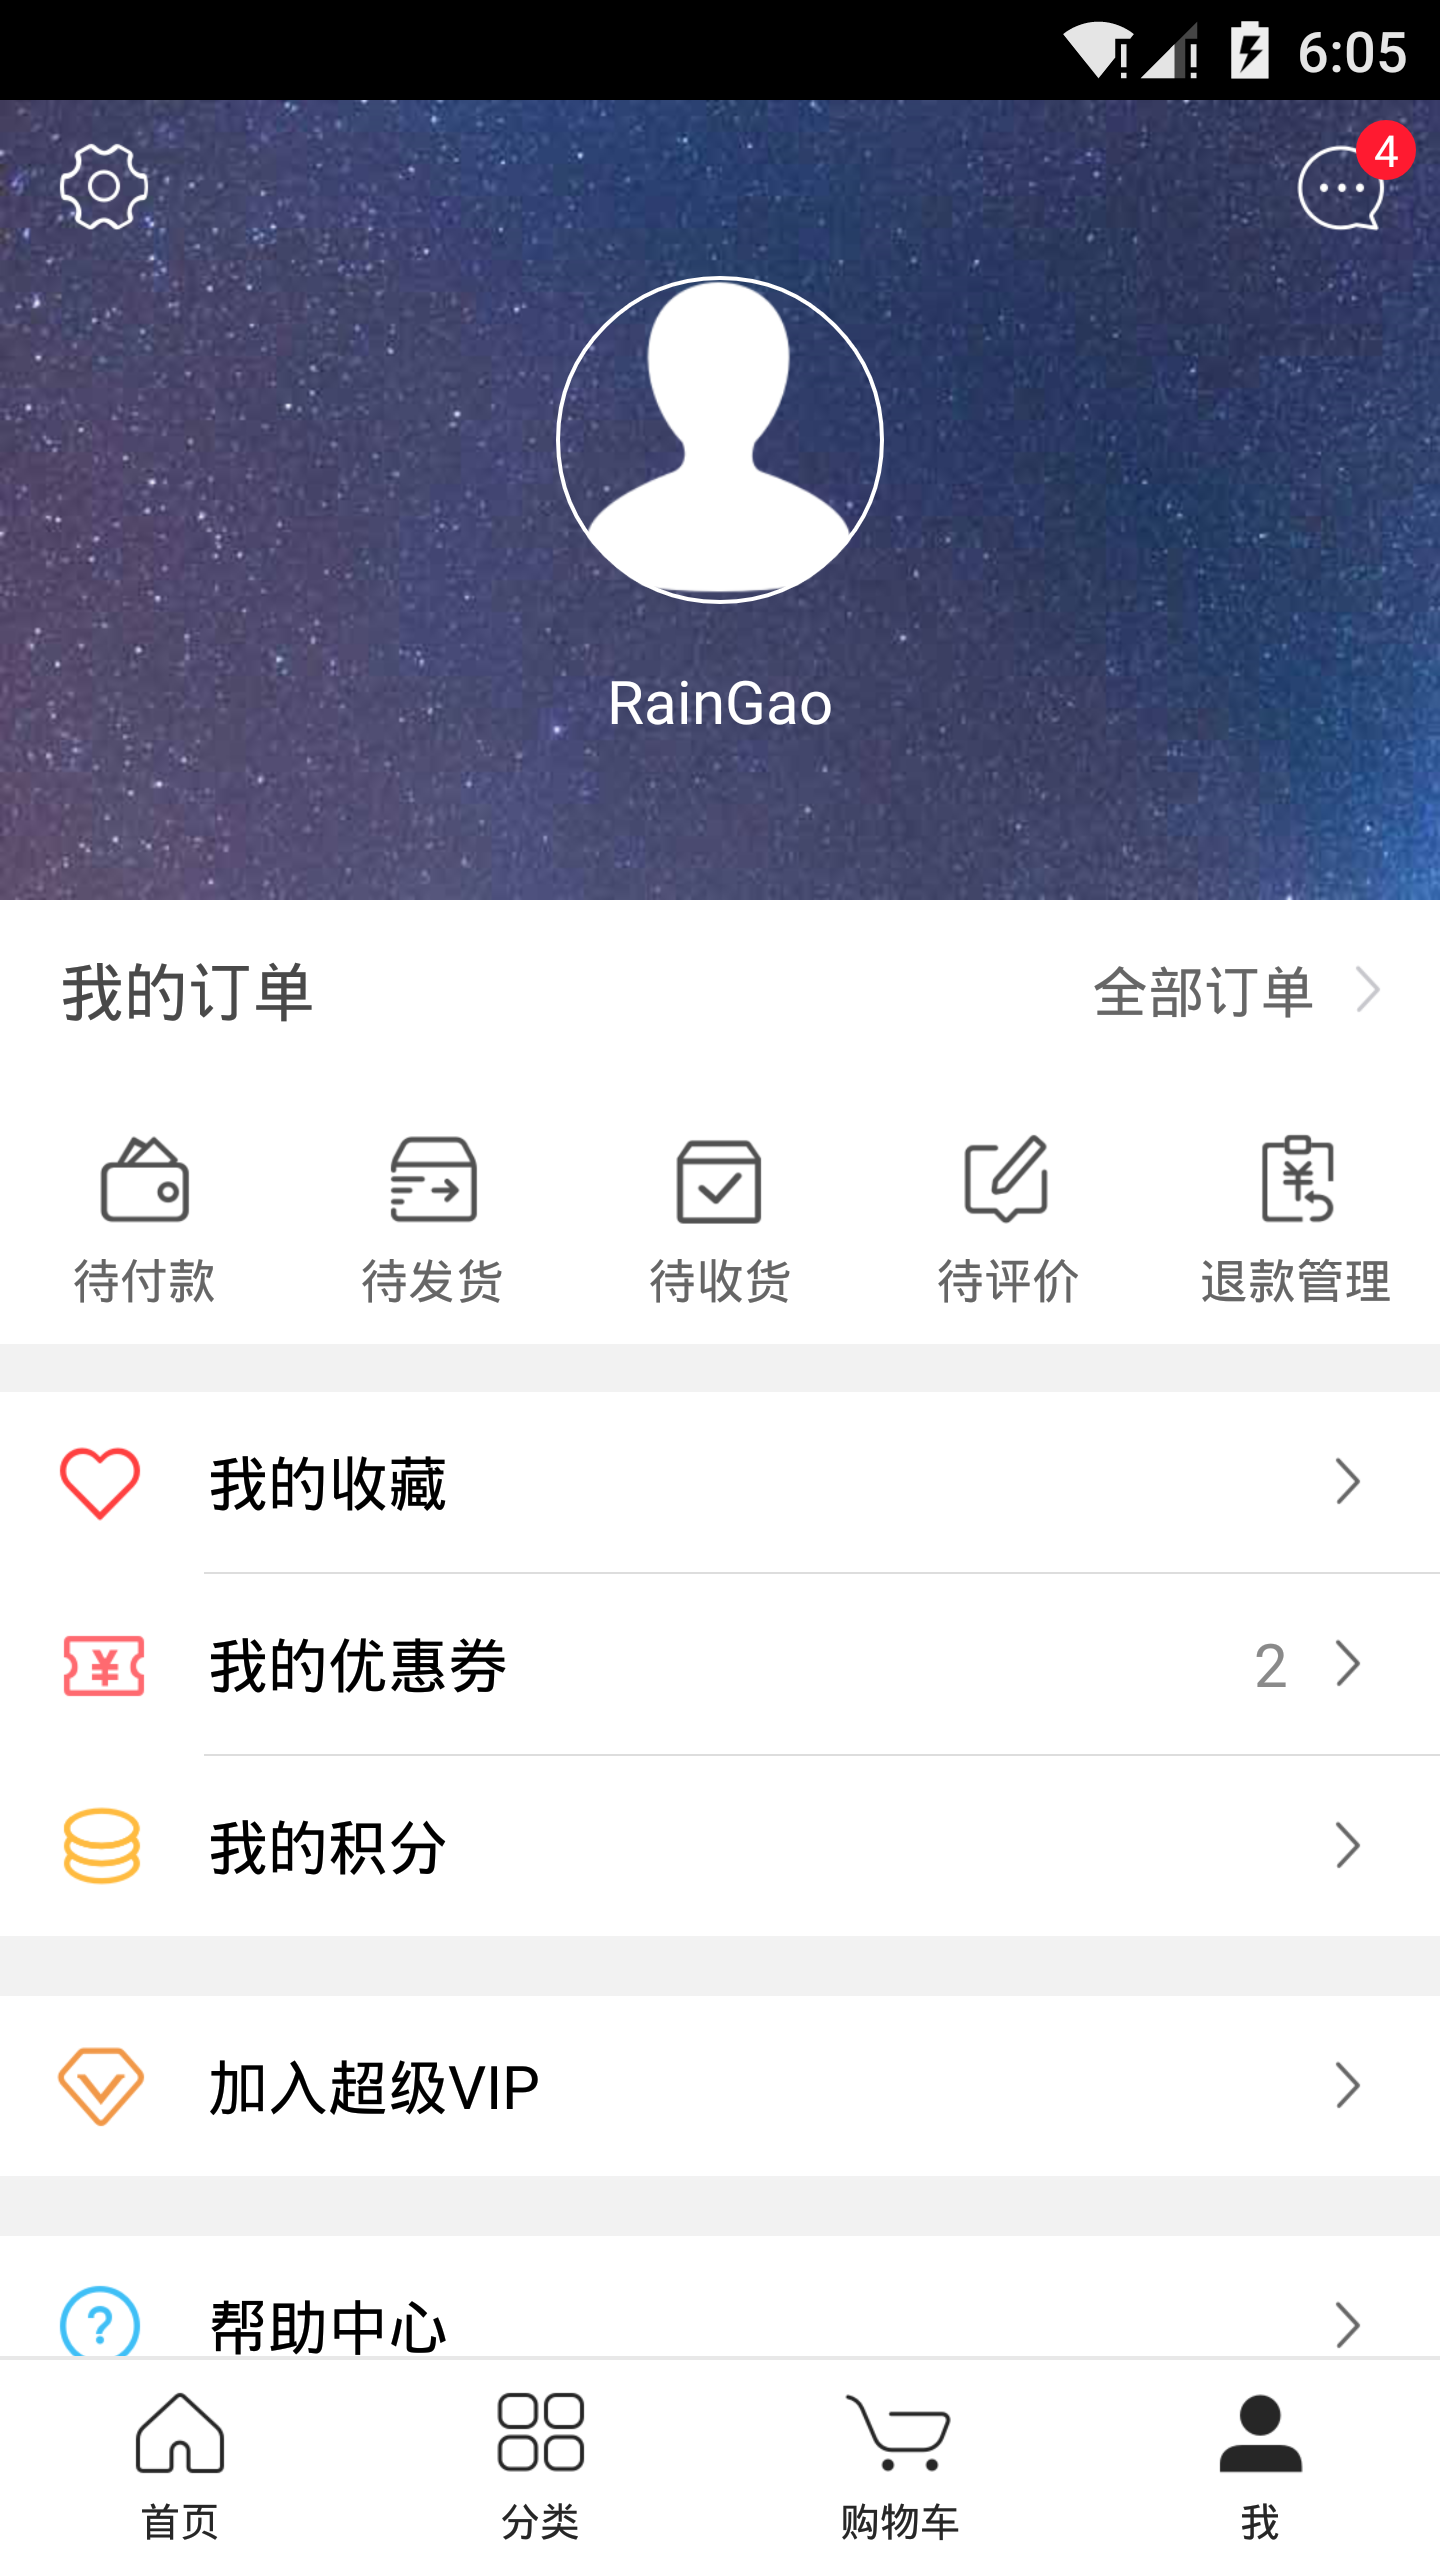 6:05
4
RainGao
我的订单 全部订单
待付款 待发货 待收货 待评价 退款管理
我的收藏
我的优惠券 2
我的积分
加入超级VIP
帮助中心
首页 分类 购物车 我